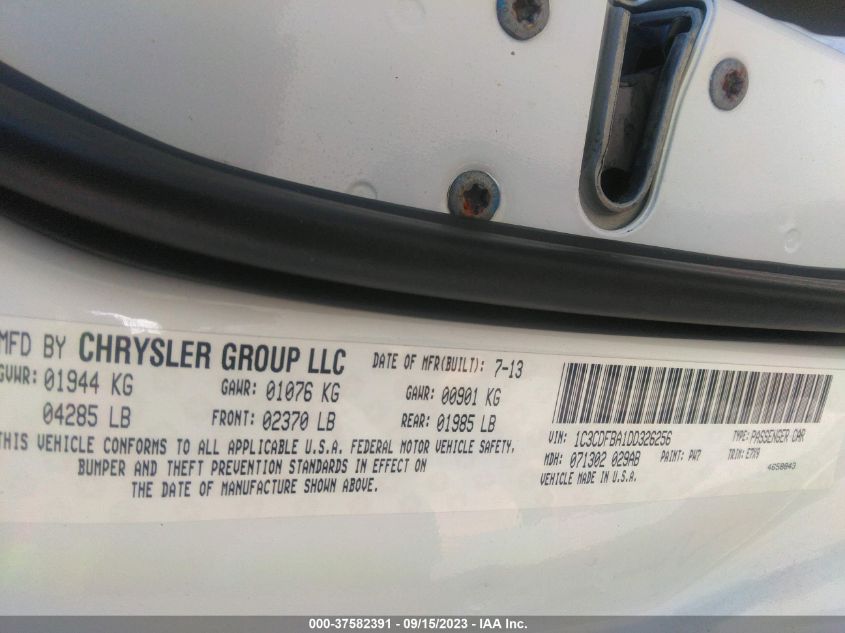 MFD BY CHRYSLER GROUP LLC
DATE OF MFR(BUILT): 7-13
GVWR: 01944 KG
04285 LB
GAWR: 01076 KG
FRONT: 02370 LB
GAWR: 00901 KG
REAR: 01985 LB
THIS VEHICLE CONFORMS TO ALL APPLICABLE U.S.A. FEDERAL MOTOR VEHICLE SAFETY,
BUMPER AND THEFT PREVENTION STANDARDS IN EFFECT ON
THE DATE OF MANUFACTURE SHOWN ABOVE.
VIN: 1C3CDFBA1DD326256
TYPE: PASSENGER CAR
MDH: 071302 029AB
PAINT: PW7
TRIM: E7X9
VEHICLE MADE IN U.S.A.
4658843
000-37582391 - 09/15/2023 - IAA Inc.